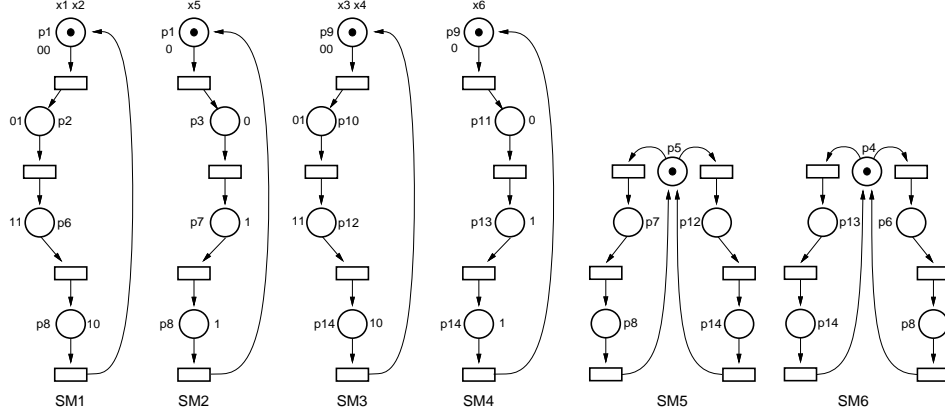 x1 x2 x5 x3 x4 x6
p1 p1 p9 p9
00 0 00 0
01 p2 p3 0 01 p10 p11 0
p5 p4
11 p6 p7 1 11 p12 p13 1 p7 p12 p13 p6
p8 10 p8 1 p14 10 p14 1 p8 p14 p14 p8
SM1 SM2 SM3 SM4 SM5 SM6